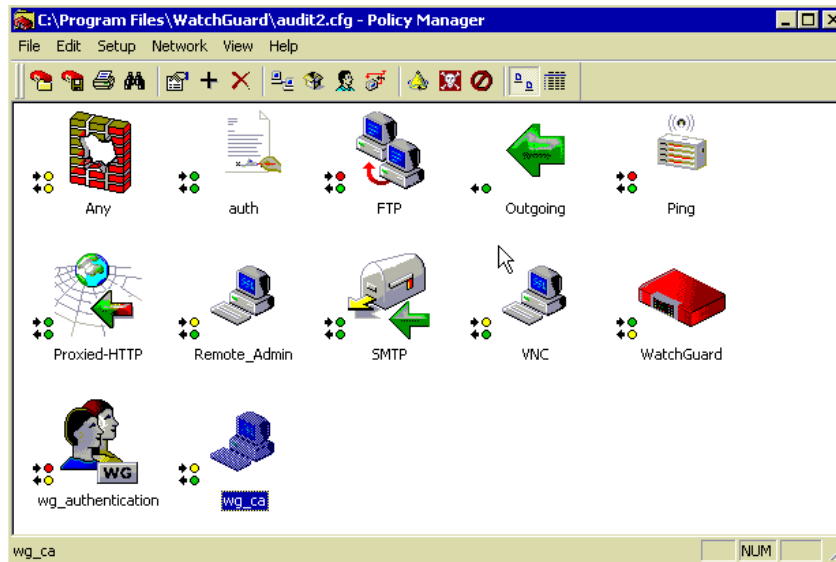 C:\Program Files\WatchGuard\audit2.cfg - Policy Manager
File Edit Setup Network View Help
Any auth FTP Outgoing Ping
Proxied-HTTP Remote_Admin SMTP VNC WatchGuard
WG
wg_authentication wg_ca
wg_ca NUM